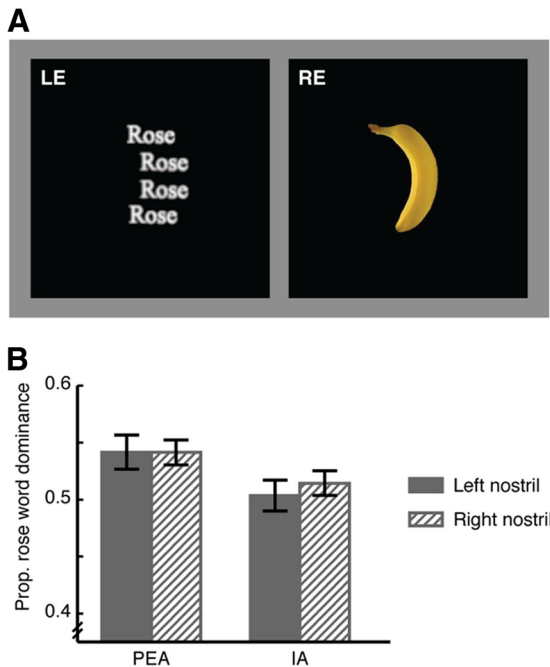 A
LE
RE
Rose
Rose
Rose
Rose
B
Prop. rose word dominance
0.6
0.5
0.4
PEA
IA
Left nostril
Right nostril